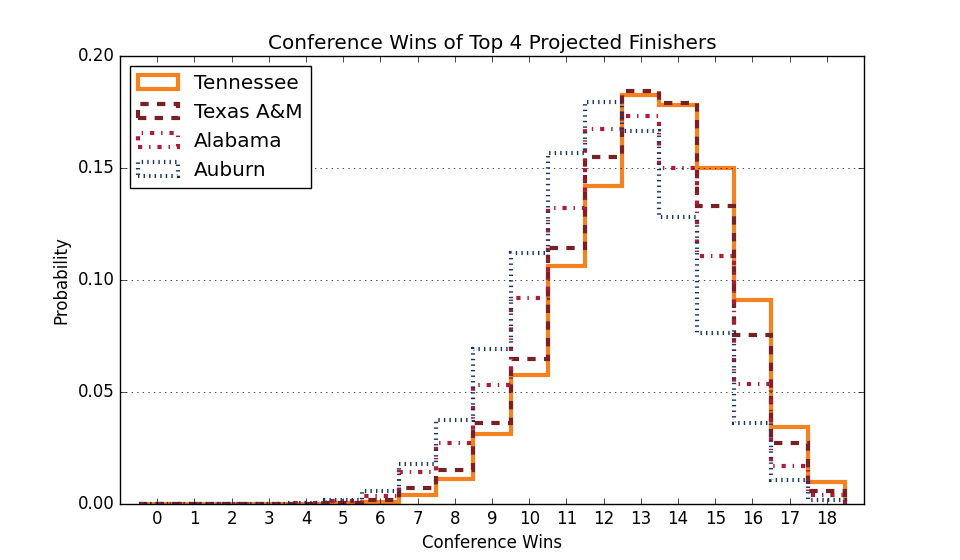 Conference Wins of Top 4 Projected Finishers
Tennessee
Texas A&M
Alabama
Auburn
0.20
0.15
0.10
0.05
0.00
Probability
0 1 2 3 4 5 6 7 8 9 10 11 12 13 14 15 16 17 18
Conference Wins